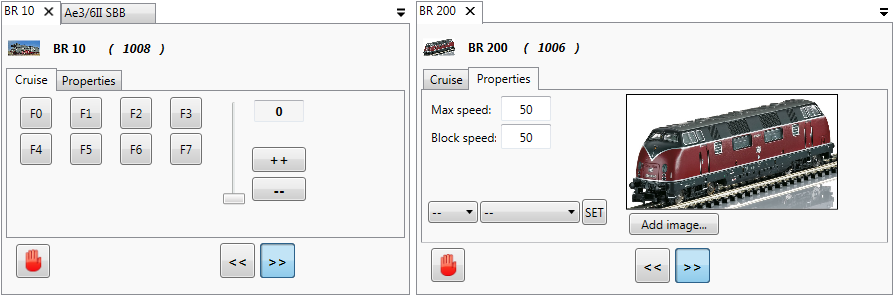 BR 10 ✕ Ae3/6II SBB
BR 10 ( 1008 )
Cruise Properties
F0 F1 F2 F3 0
F4 F5 F6 F7 ++
--
<< >>
BR 200 ✕
BR 200 ( 1006 )
Cruise Properties
Max speed: 50
Block speed: 50
-- -- SET
Add image...
<< >>